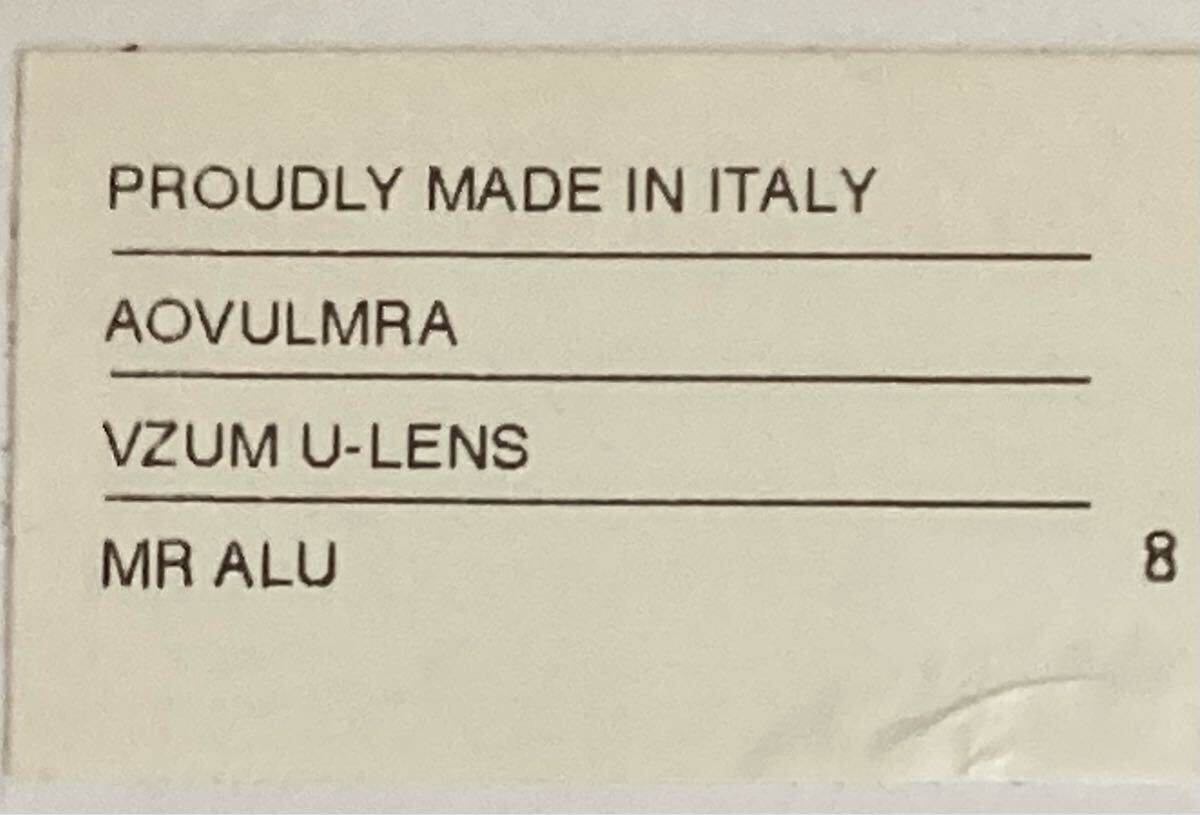 PROUDLY MADE IN ITALY
AOVULMRA
VZUM U-LENS
MR ALU 8